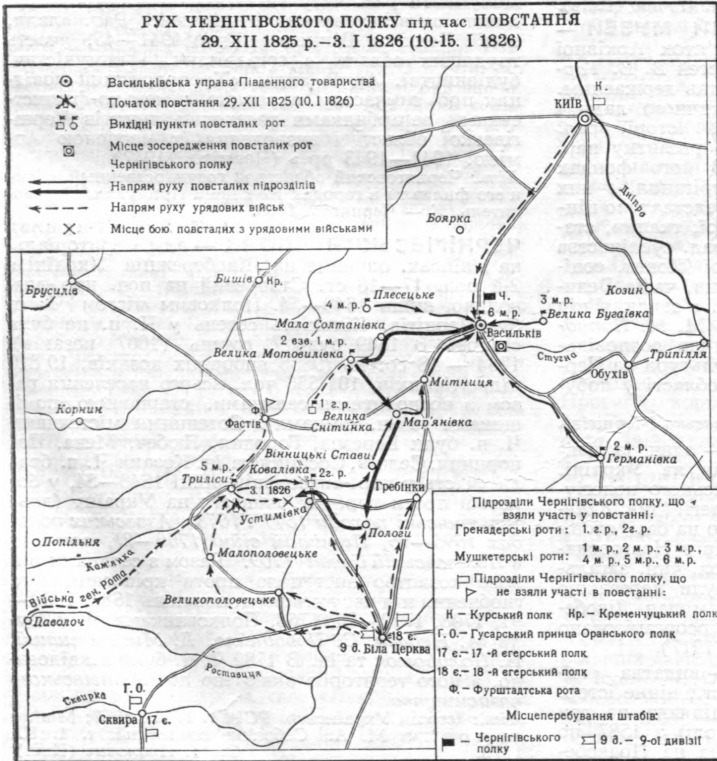 РУХ ЧЕРНІГІВСЬКОГО ПОЛКУ під час ПОВСТАННЯ
29. XII 1825 р.–3. I 1826 (10-15. I 1826)
Васильківська управа Південного товариства
Початок повстання 29. XII 1825 (10. I 1826)
Вихідні пункти повсталих рот
Місце зосередження повсталих рот
Чернігівського полку
Напрям руху повсталих підрозділів
Напрям руху урядових військ
Місце бою повсталих з урядовими військами
К.
КИЇВ
Дніпро
Боярка
Брусилів
Бишів
Кр.
Плесецьке
4 м. р.
Ч.
6 м. р.
3 м. р.
Козин
Мала Солтанівка
Васильків
Велика Бугаївка
2 взв. 1 м. р.
Стугна
Трипілля
Велика Мотовилівка
Обухів
Митниця
Корнин
1 г. р.
Ф.
Фастів
Велика
Снітинка
Мар'янівка
2 м. р.
Германівка
Вінницькі Стави
5 м. р.
Ковалівка
2 г. р.
Триліси
Гребінки
3. I 1826
Устимівка
Попільня
Кам'янка
Пологи
Малополовецьке
Війська ген. Рота
Великополовецьке
Паволоч
18 є.
9 д.
Біла Церква
Роставиця
Г. О.
Сквирка
Сквира
17 є.
Підрозділи Чернігівського полку, що
взяли участь у повстанні:
Гренадерські роти: 1. г. р., 2г. р.
Мушкетерські роти: 1 м. р., 2 м. р., 3 м. р.,
4 м. р., 5 м. р., 6 м. р.
Підрозділи Чернігівського полку, що
не взяли участі в повстанні:
К — Курський полк Кр.— Кременчуцький полк
Г. О.— Гусарський принца Оранського полк
17 є.— 17 -й єгерський полк
18 є.— 18 -й єгерський полк
Ф.— Фурштадтська рота
Місцеперебування штабів:
— Чернігівського
полку
9 д.— 9-ої дивізії